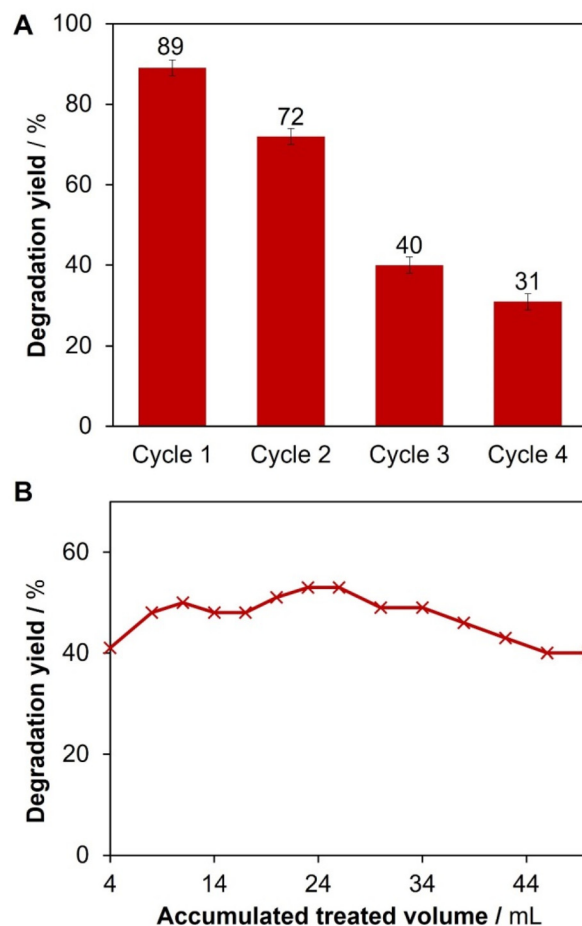 A
Degradation yield / %
100
80
60
40
20
0
89
72
40
31
Cycle 1 Cycle 2 Cycle 3 Cycle 4
B
Degradation yield / %
60
40
20
0
4 14 24 34 44
Accumulated treated volume / mL